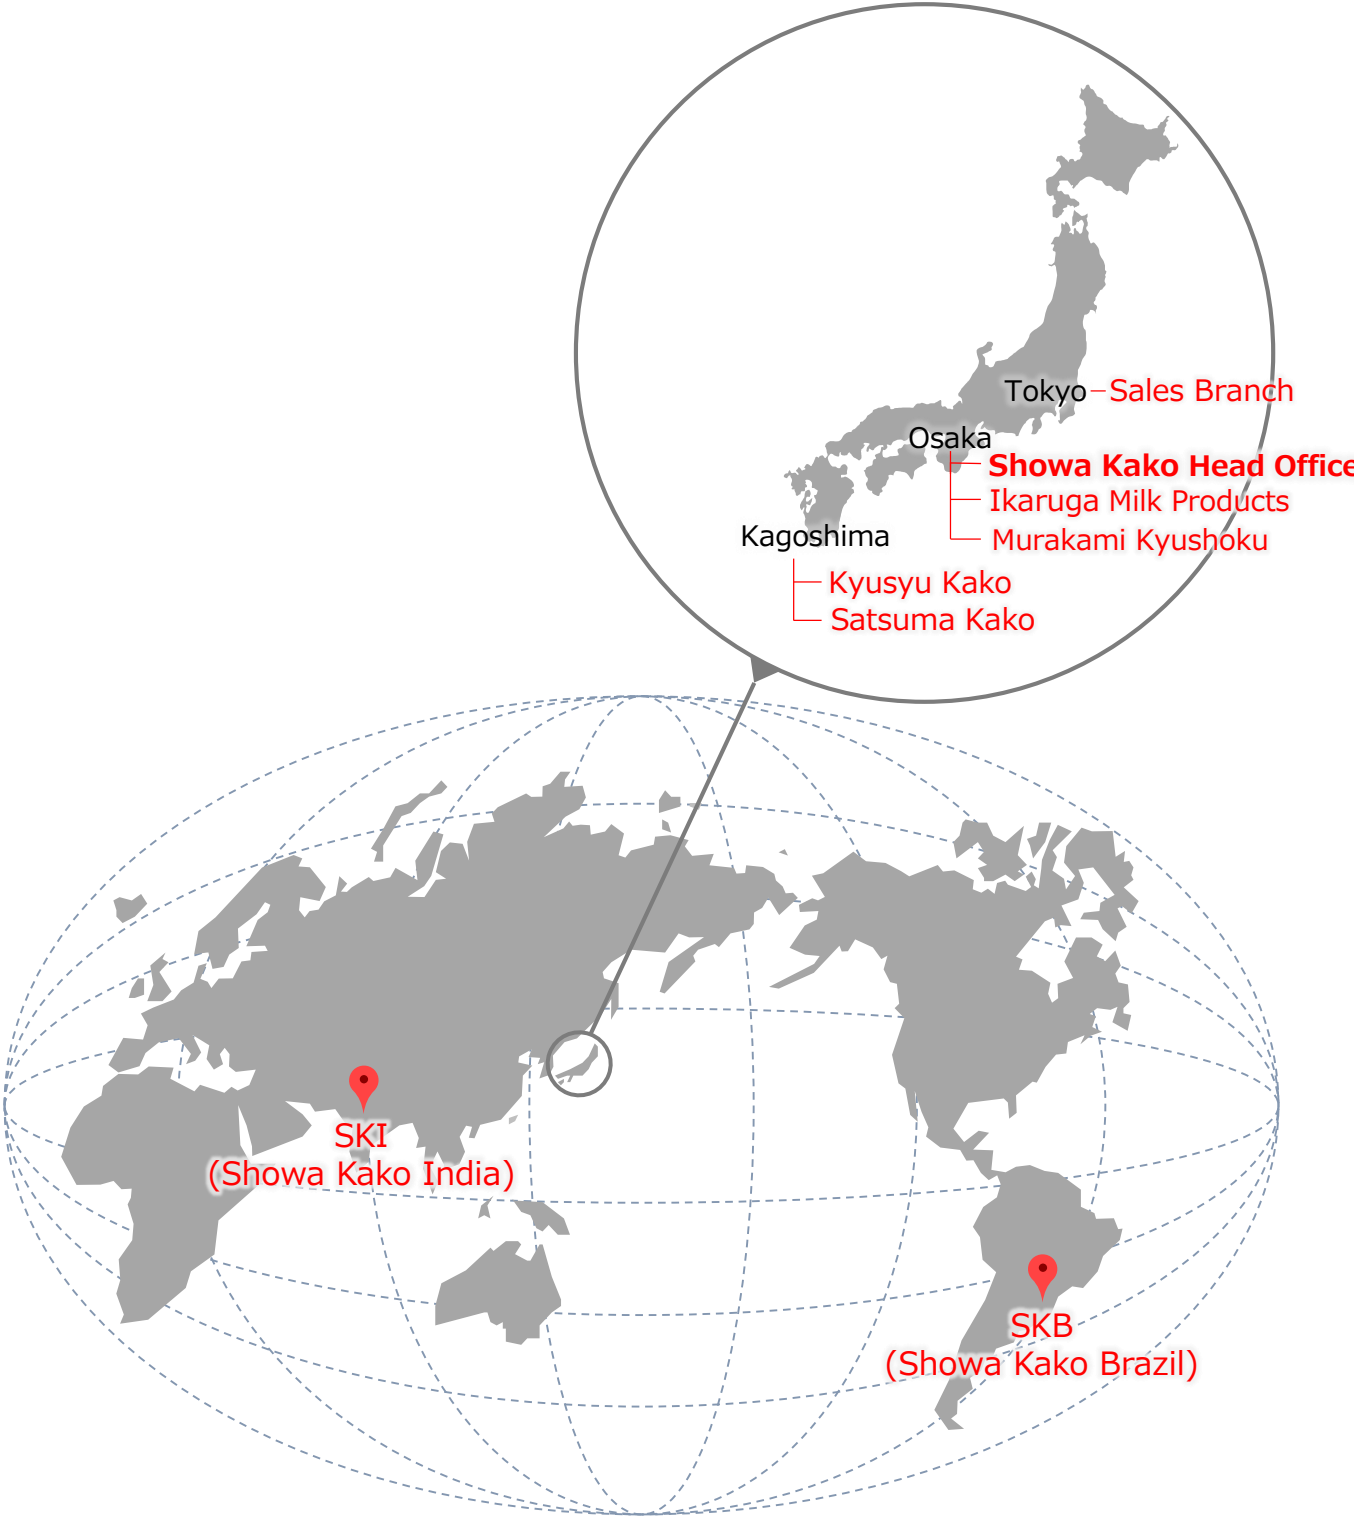 Tokyo
Sales Branch
Osaka
Showa Kako Head Office
Ikaruga Milk Products
Murakami Kyushoku
Kagoshima
Kyusyu Kako
Satsuma Kako
SKI
(Showa Kako India)
SKB
(Showa Kako Brazil)